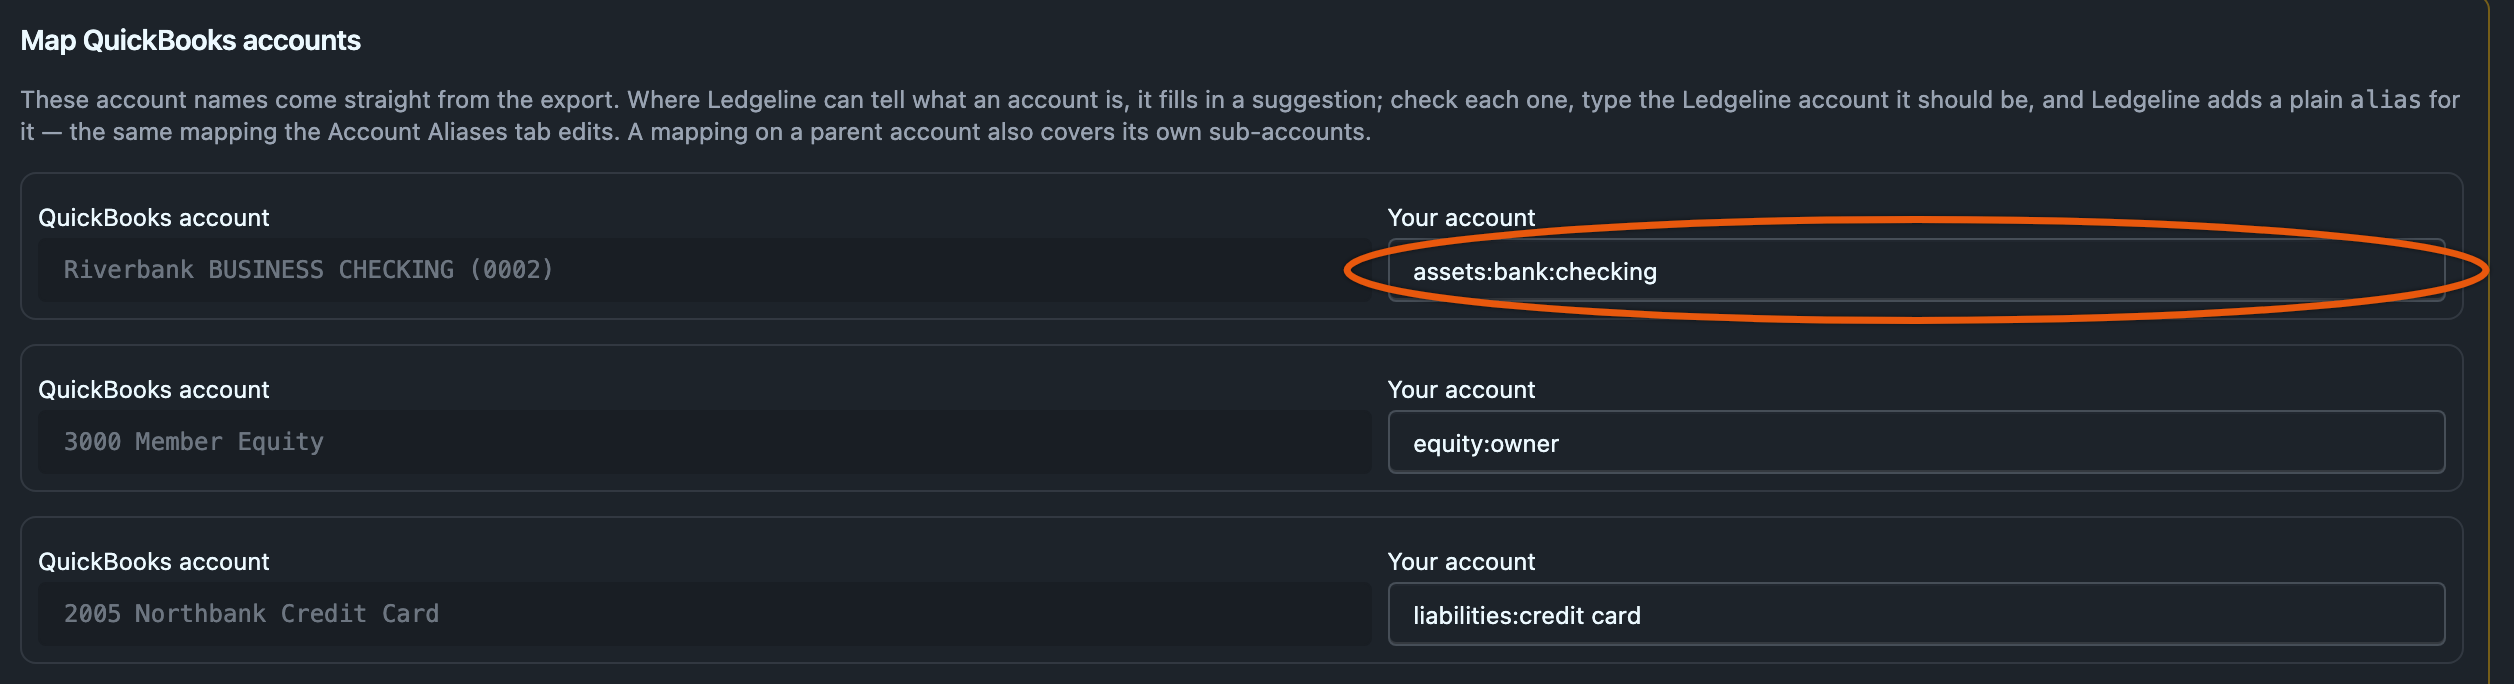 Map QuickBooks accounts
These account names come straight from the export. Where Ledgeline can tell what an account is, it fills in a suggestion; check each one, type the Ledgeline account it should be, and Ledgeline adds a plain alias for
it — the same mapping the Account Aliases tab edits. A mapping on a parent account also covers its own sub-accounts.
QuickBooks account
Your account
Riverbank BUSINESS CHECKING (0002)
assets:bank:checking
QuickBooks account
Your account
3000 Member Equity
equity:owner
QuickBooks account
Your account
2005 Northbank Credit Card
liabilities:credit card